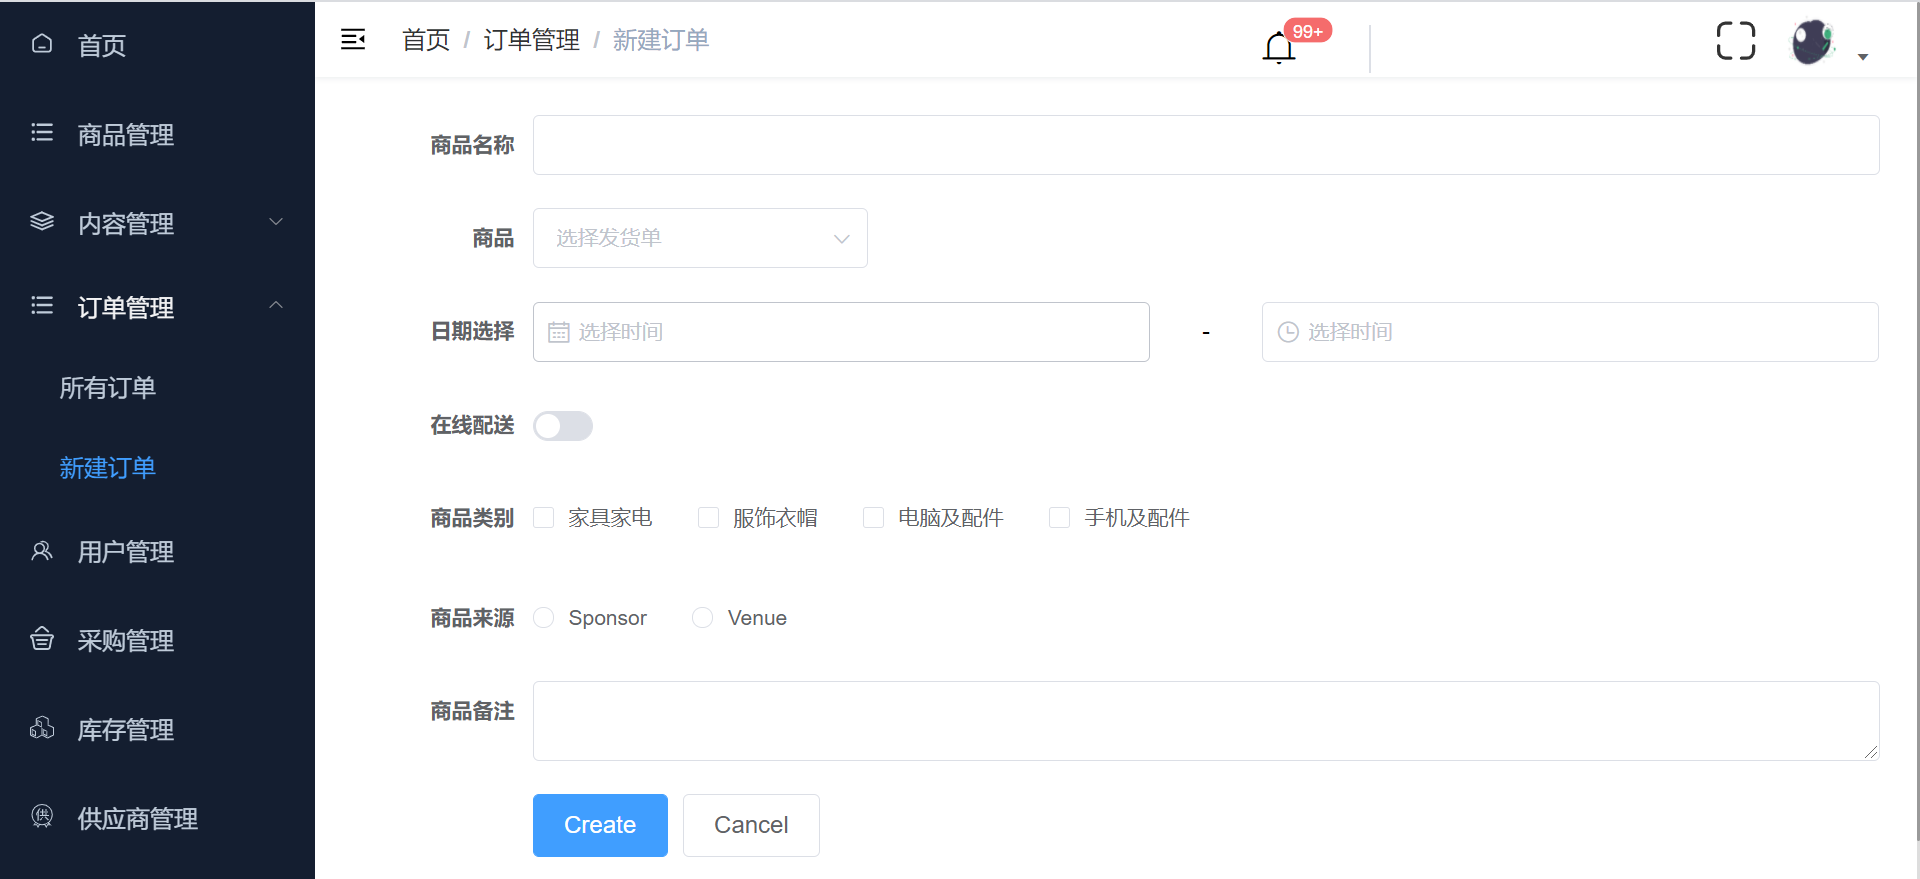 首页
商品管理
内容管理
订单管理
所有订单
新建订单
用户管理
采购管理
库存管理
供
供应商管理
首页 / 订单管理 / 新建订单
99+
商品名称
商品 选择发货单
日期选择 选择时间 - 选择时间
在线配送
商品类别 家具家电 服饰衣帽 电脑及配件 手机及配件
商品来源 Sponsor Venue
商品备注
Create Cancel